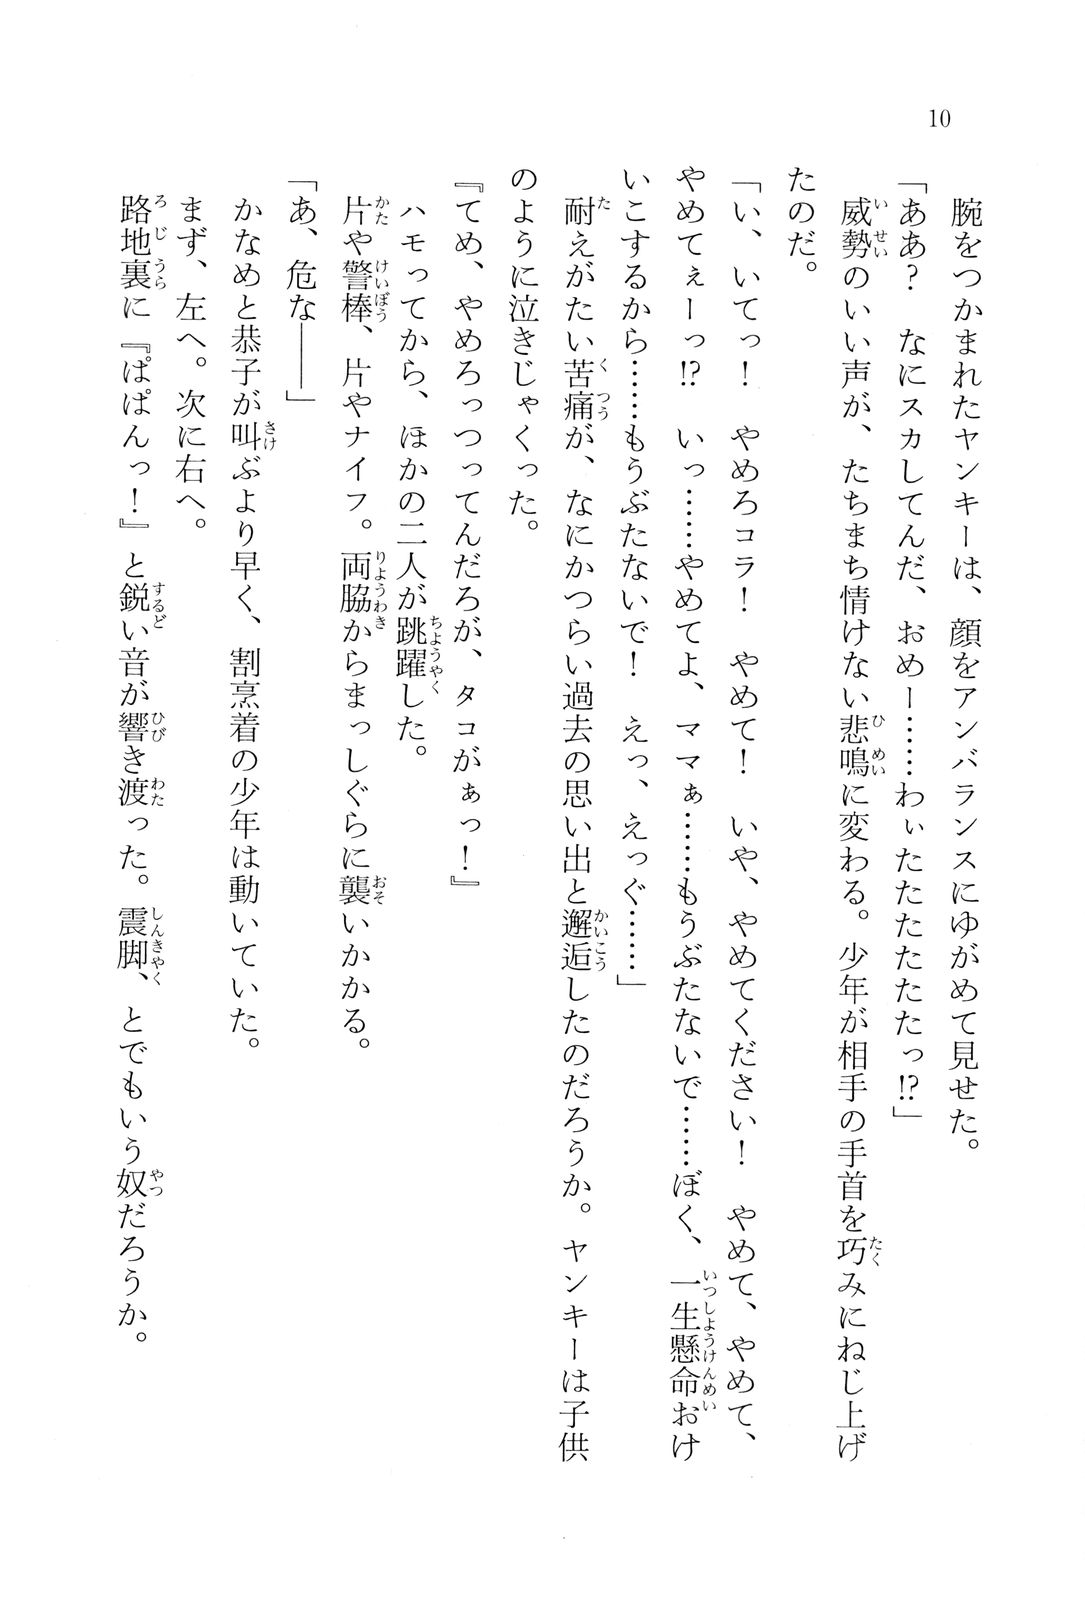 10
腕をつかまれたヤンキーは、顔をアンバランスにゆがめて見せた。
「ああ？　なにスカしてんだ、おめー……わぃたたたたたたっ!?」
威勢のいい声が、たちまち情けない悲鳴に変わる。少年が相手の手首を巧みにねじ上げ
たのだ。
「い、いてっ！　やめろコラ！　やめて！　いや、やめてください！　やめて、やめて、
やめてぇーっ!?　いっ……やめてよ、ママぁ……もうぶたないで……ぼく、一生懸命おけ
いこするから……もうぶたないで！　えっ、えっぐ……」
耐えがたい苦痛が、なにかつらい過去の思い出と邂逅したのだろうか。ヤンキーは子供
のように泣きじゃくった。
『てめ、やめろっつってんだろが、タコがぁっ！』
ハモってから、ほかの二人が跳躍した。
片や警棒、片やナイフ。両脇からまっしぐらに襲いかかる。
「あ、危な――」
かなめと恭子が叫ぶより早く、割烹着の少年は動いていた。
まず、左へ。次に右へ。
路地裏に『ぱぱんっ！』と鋭い音が響き渡った。震脚、とでもいう奴だろうか。